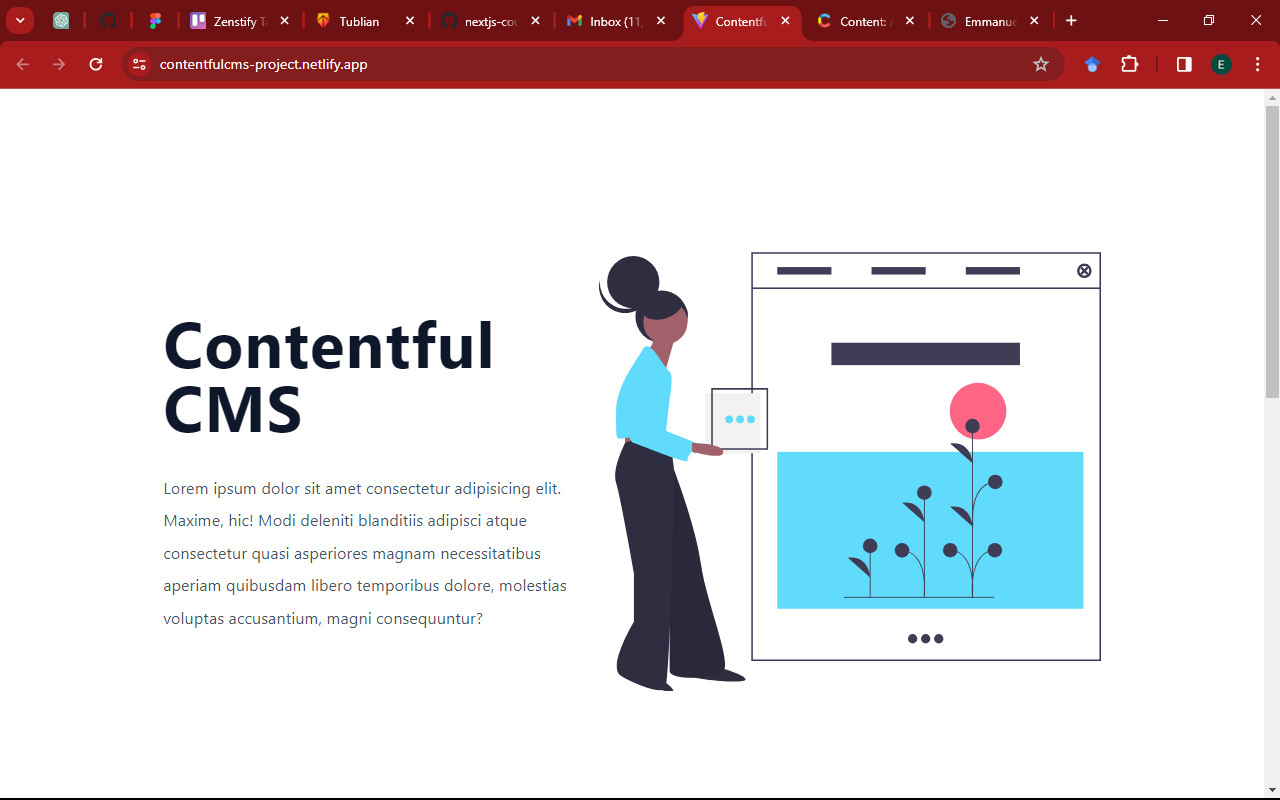 Zenstify T
Tublian
nextjs-cou
Inbox (11,
Contentfu
Content: A
Emmanue
contentfulcms-project.netlify.app
E
Contentful
CMS
Lorem ipsum dolor sit amet consectetur adipisicing elit.
Maxime, hic! Modi deleniti blanditiis adipisci atque
consectetur quasi asperiores magnam necessitatibus
aperiam quibusdam libero temporibus dolore, molestias
voluptas accusantium, magni consequuntur?